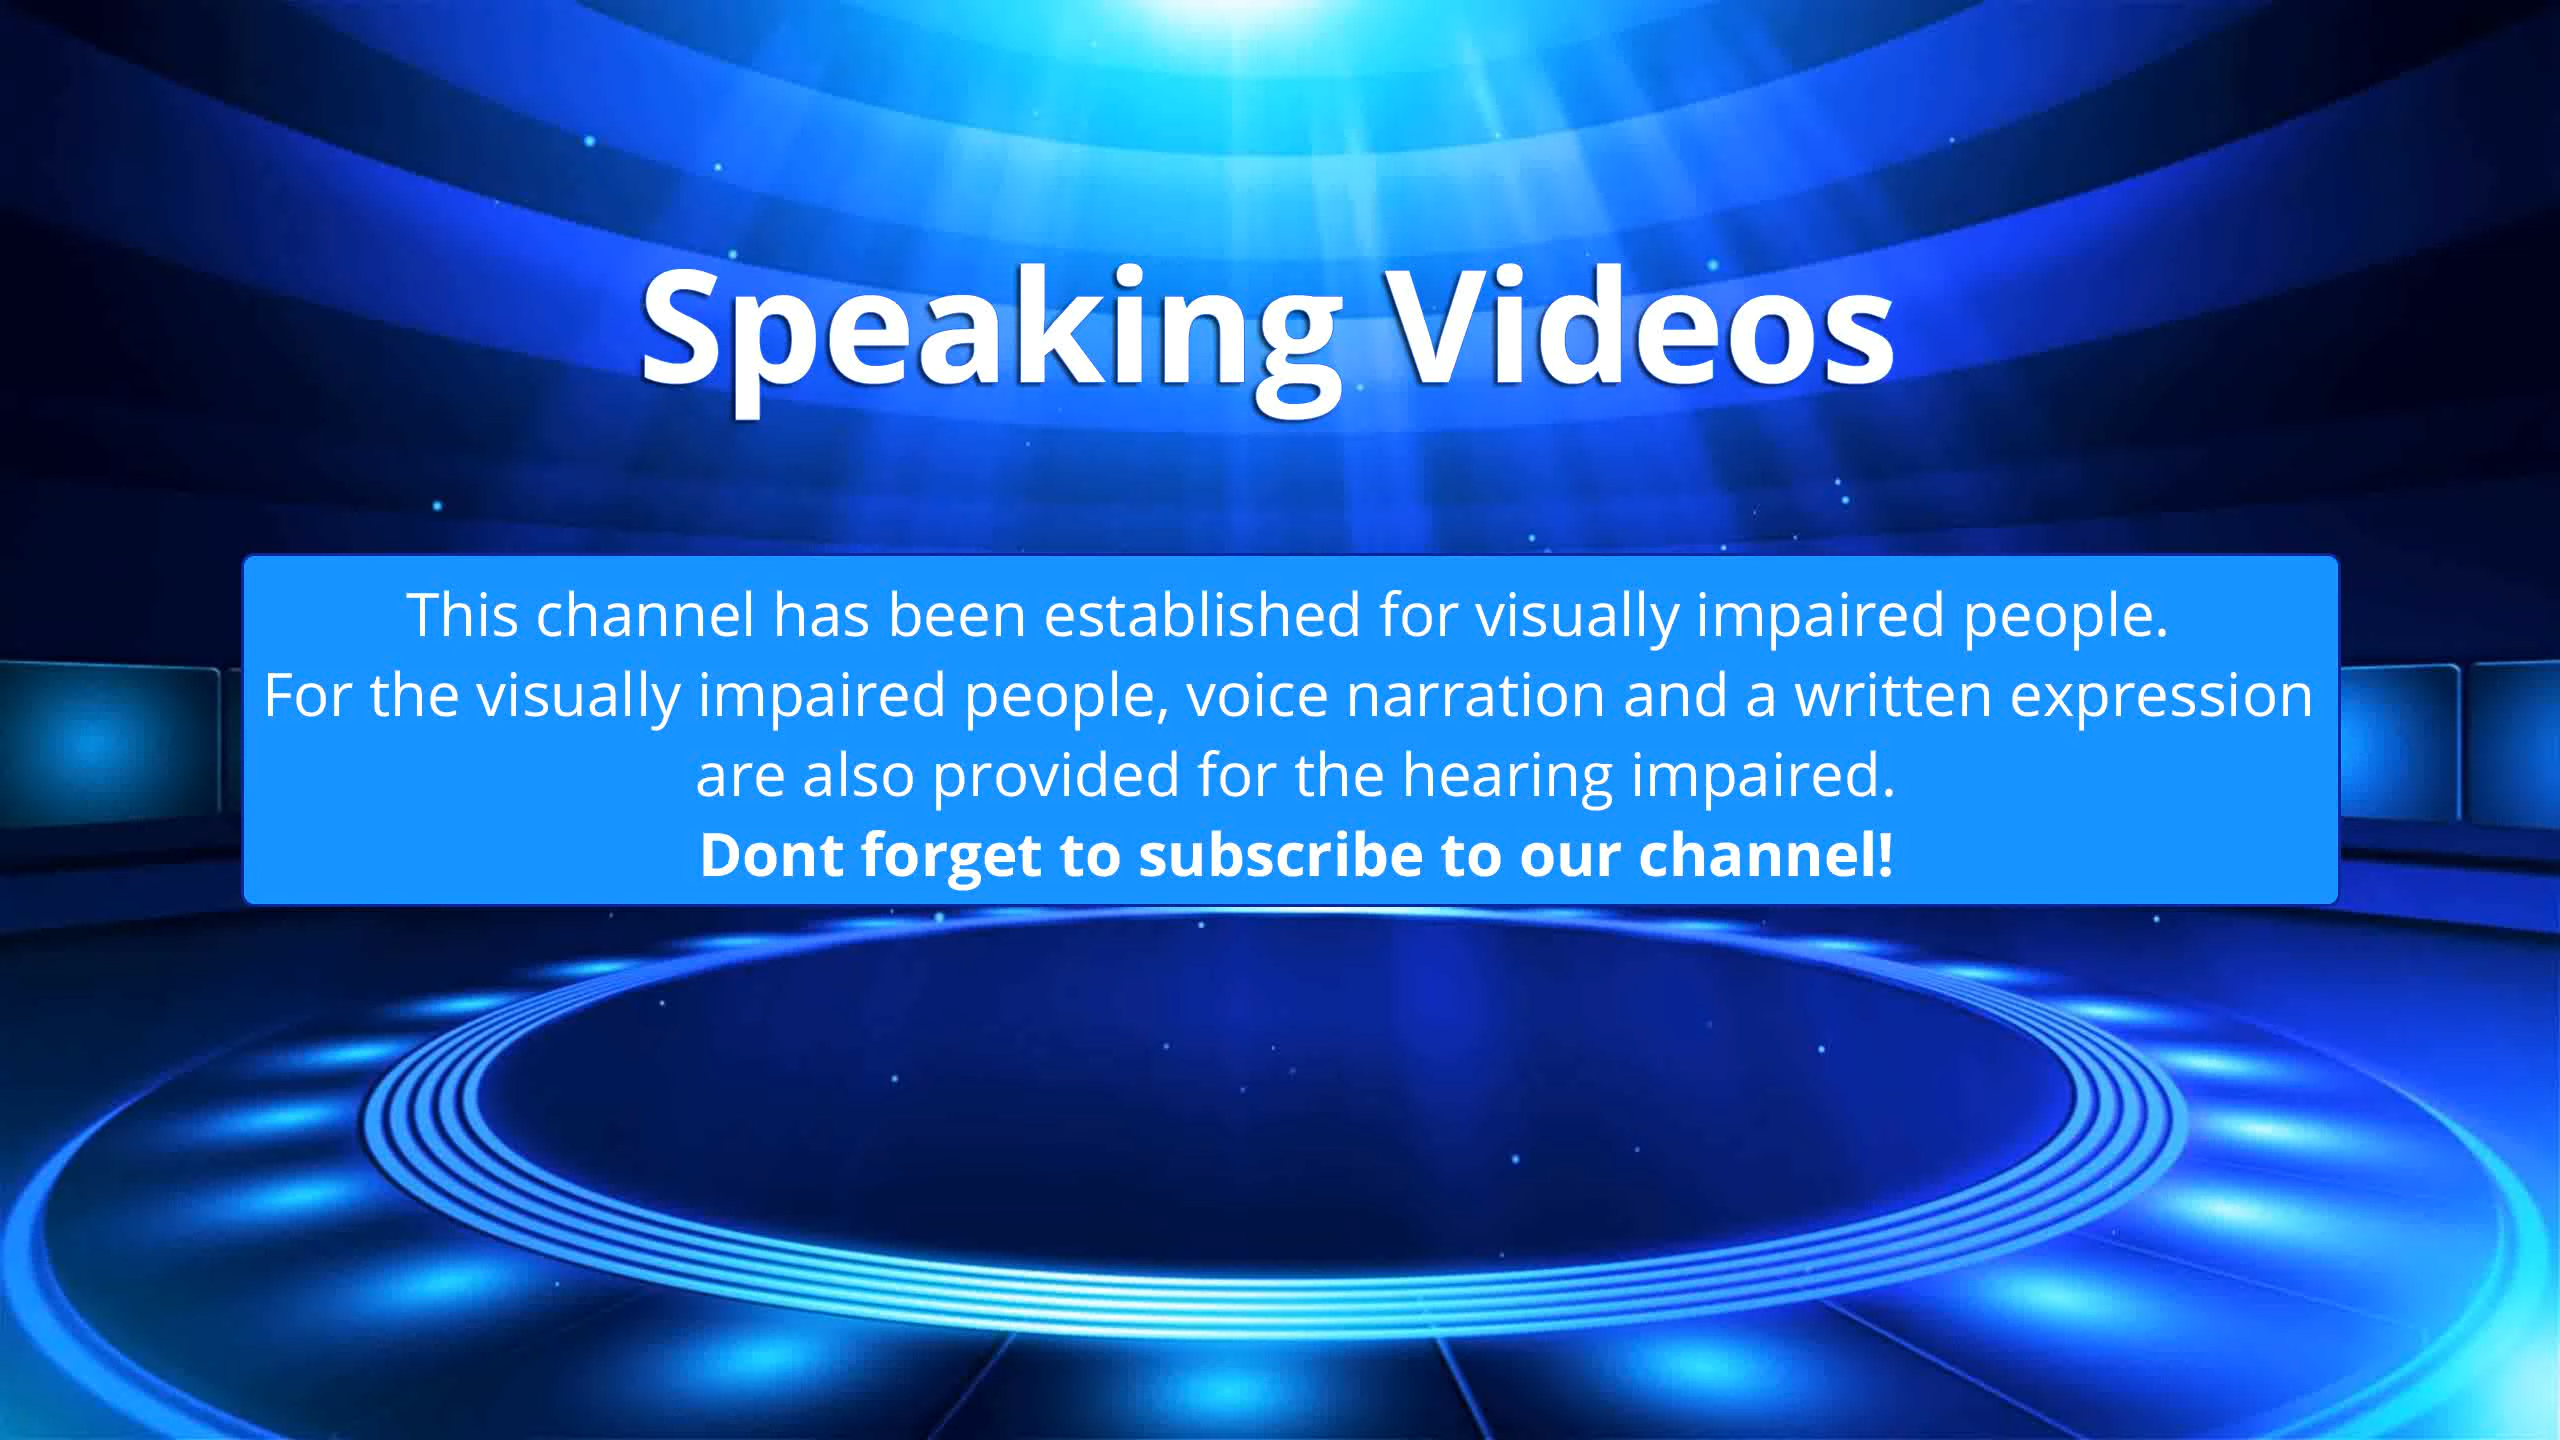 Speaking Videos
This channel has been established for visually impaired people.
For the visually impaired people, voice narration and a written expression
are also provided for the hearing impaired.
Dont forget to subscribe to our channel!